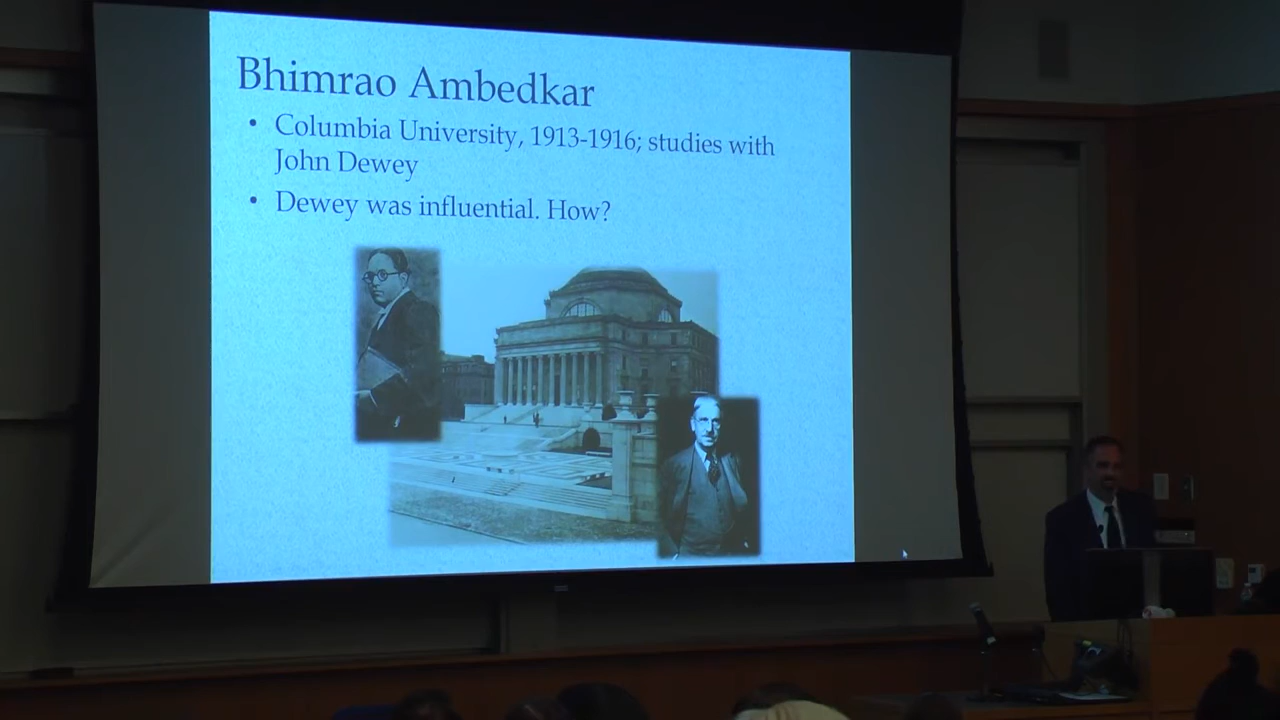 Bhimrao Ambedkar
• Columbia University, 1913-1916; studies with
John Dewey
• Dewey was influential. How?